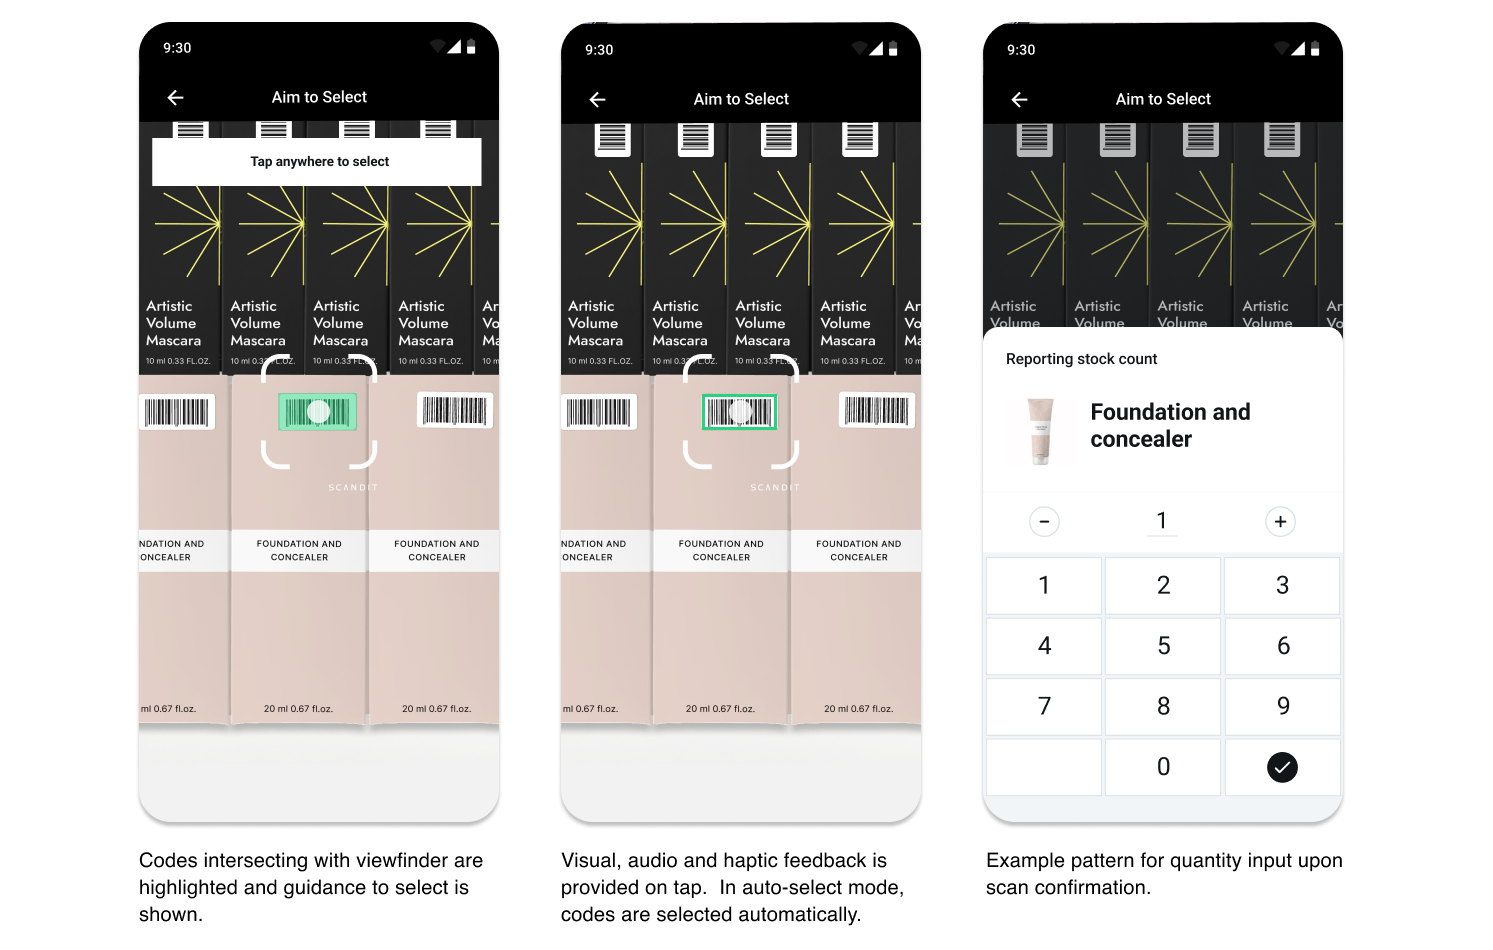 9:30
Aim to Select
Tap anywhere to select
Artistic Artistic Artistic Artistic Ar
Volume Volume Volume Volume Vo
Mascara Mascara Mascara Mascara Ma
10 ml 0.33 FL.OZ. 10 ml 0.33 FL.OZ. 10 ml 0.33 FL.OZ. 10 ml 0.33 FL.OZ. 10 m
SCANDIT
NDATION AND FOUNDATION AND FOUNDATION AND
ONCEALER CONCEALER CONCEALER
ml 0.67 fl.oz. 20 ml 0.67 fl.oz. 20 ml 0.67 fl.oz.
Codes intersecting with viewfinder are
highlighted and guidance to select is
shown.
9:30
Aim to Select
Artistic Artistic Artistic Artistic Ar
Volume Volume Volume Volume Vo
Mascara Mascara Mascara Mascara Ma
10 ml 0.33 FL.OZ. 10 ml 0.33 FL.OZ. 10 ml 0.33 FL.OZ. 10 ml 0.33 FL.OZ. 10 m
SCANDIT
NDATION AND FOUNDATION AND FOUNDATION AND
ONCEALER CONCEALER CONCEALER
ml 0.67 fl.oz. 20 ml 0.67 fl.oz. 20 ml 0.67 fl.oz.
Visual, audio and haptic feedback is
provided on tap. In auto-select mode,
codes are selected automatically.
9:30
Aim to Select
Artistic Artistic Artistic Artistic Ar
Volume Volume Volume Volume Vo
Reporting stock count
Foundation and
concealer
− 1 +
1 2 3
4 5 6
7 8 9
0
Example pattern for quantity input upon
scan confirmation.